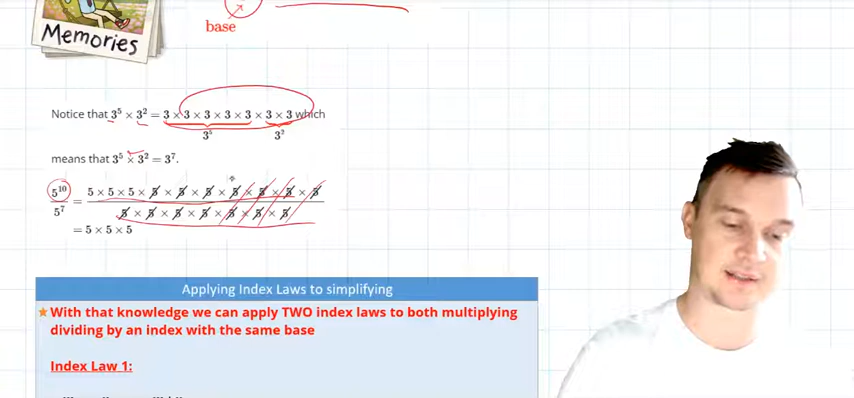 Memories
base
Notice that 3⁵ × 3² = 3 × 3 × 3 × 3 × 3 × 3 × 3 which
3⁵ 3²
means that 3⁵ × 3² = 3⁷.
5¹⁰ / 5⁷ = 5 × 5 × 5 × 5 × 5 × 5 × 5 × 5 × 5 × 5 / 5 × 5 × 5 × 5 × 5 × 5 × 5
= 5 × 5 × 5
Applying Index Laws to simplifying
With that knowledge we can apply TWO index laws to both multiplying
dividing by an index with the same base
Index Law 1: